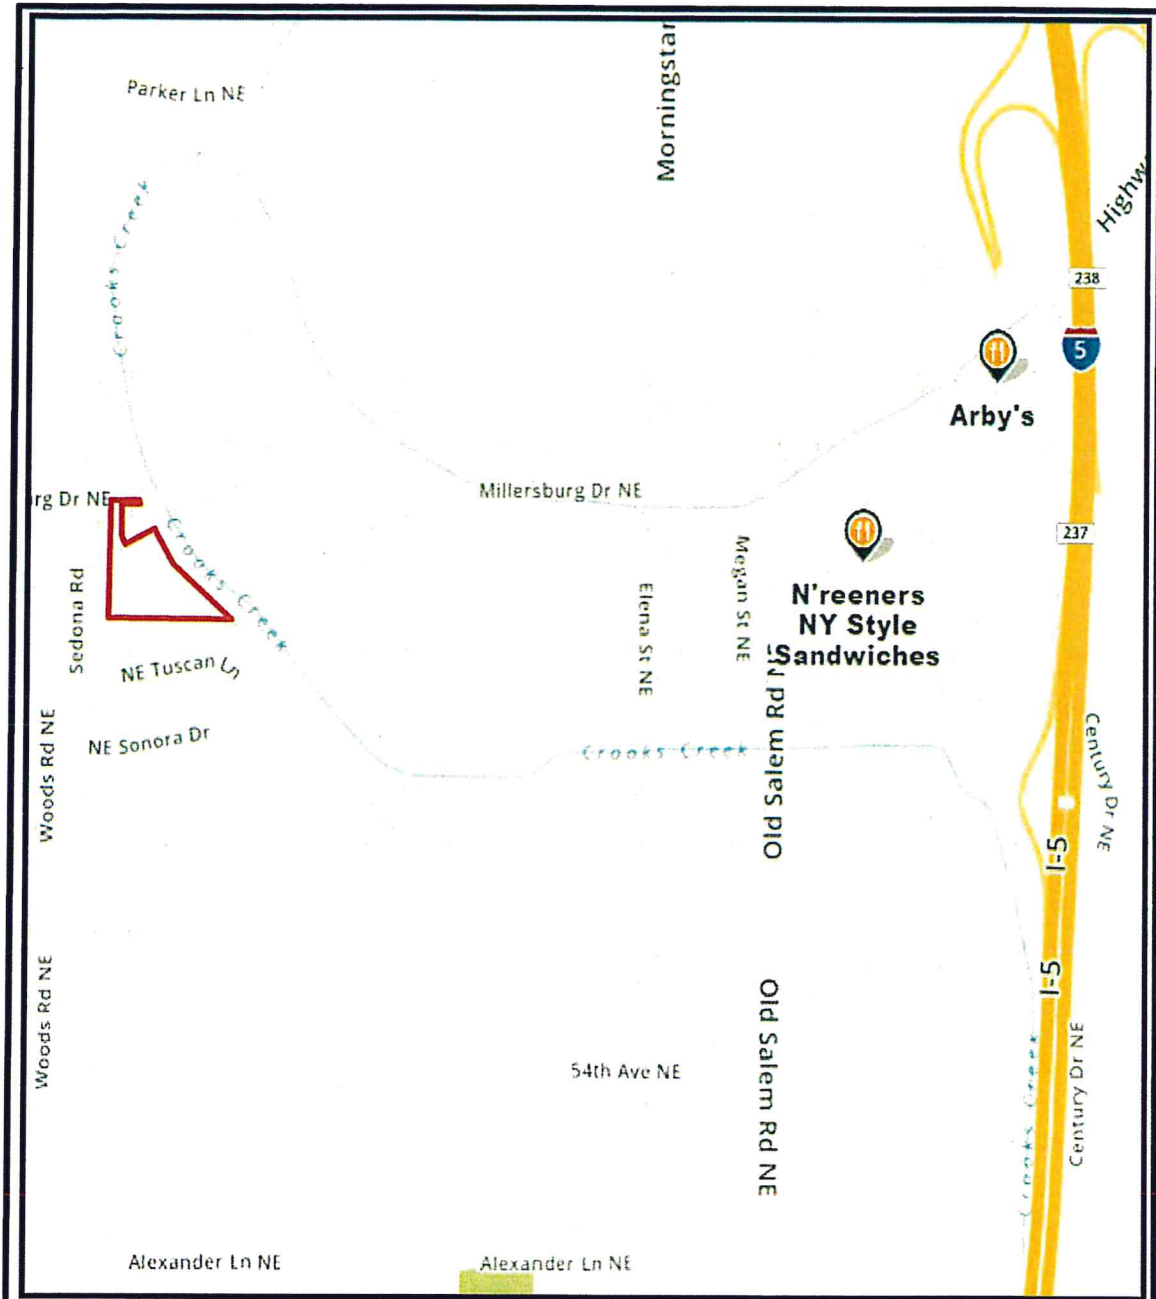 Morningstar
Parker Ln NE
Highw
Crooks Creek
238
5
Arby's
Millersburg Dr NE
rg Dr NE
Crooks Creek
237
N'reeners
NY Style
Sandwiches
Megan St NE
Elena St NE
Sedona Rd
NE Tuscan Ln
Old Salem Rd NE
NE Sonora Dr
Woods Rd NE
Crooks Creek
Century Dr NE
I-5
I-5
Woods Rd NE
Old Salem Rd NE
54th Ave NE
Crooks Creek
Century Dr NE
Alexander Ln NE
Alexander Ln NE